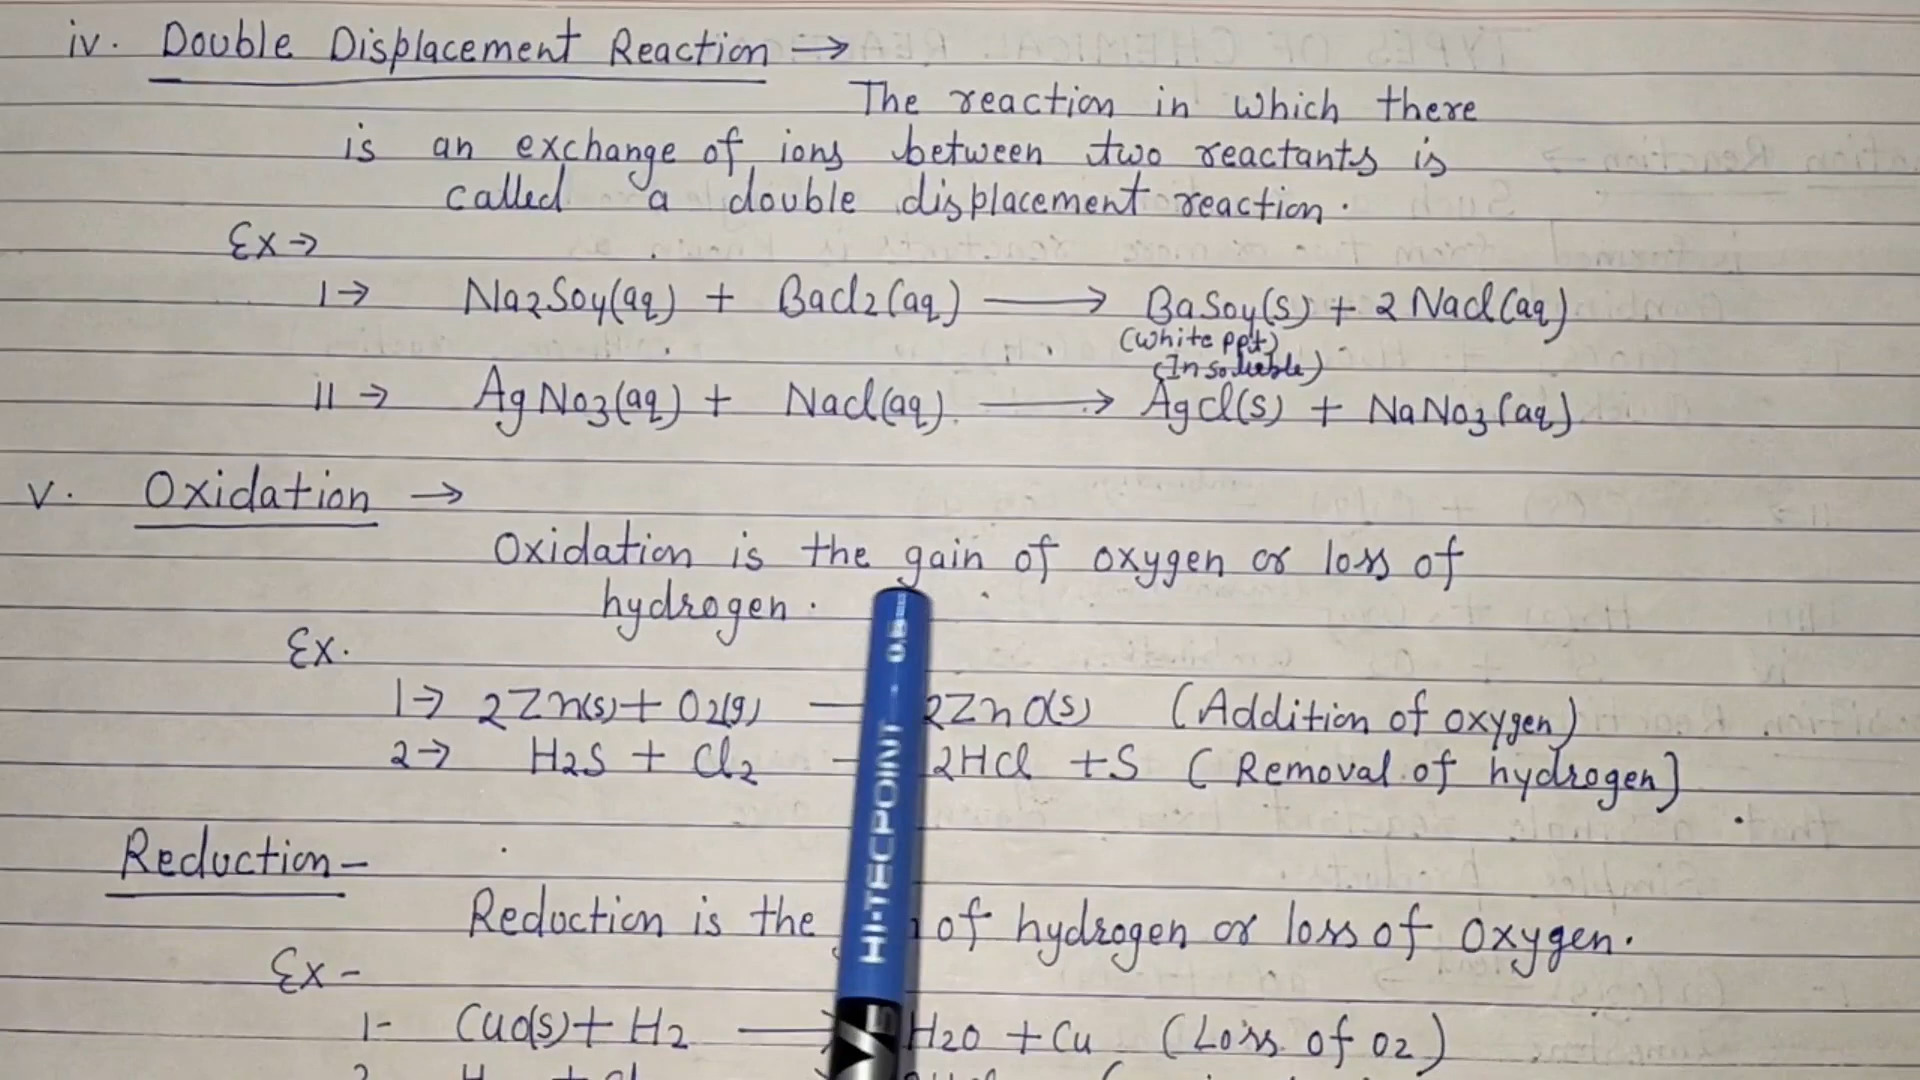 iv. Double Displacement Reaction →
The reaction in which there
is an exchange of ions between two reactants is
called a double displacement reaction.
Ex →
I → Na2So4(aq) + Bacl2(aq) ⟶ BaSo4(s) + 2 Nacl(aq)
(White ppt)
(Insoluble)
II → AgNo3(aq) + Nacl(aq) ⟶ Agcl(s) + NaNo3(aq)
v. Oxidation →
Oxidation is the gain of oxygen or loss of
hydrogen.
Ex.
1→ 2Zn(s) + O2(g) — 2ZnO(s) (Addition of oxygen)
2→ H2S + Cl2 — 2HCl + S (Removal of hydrogen]
Reduction –
Reduction is the of hydrogen or loss of oxygen.
Ex –
1- CuO(s) + H2 ⟶ H2O + Cu (Loss of O2)
HI-TECPOINT 0.5
V5